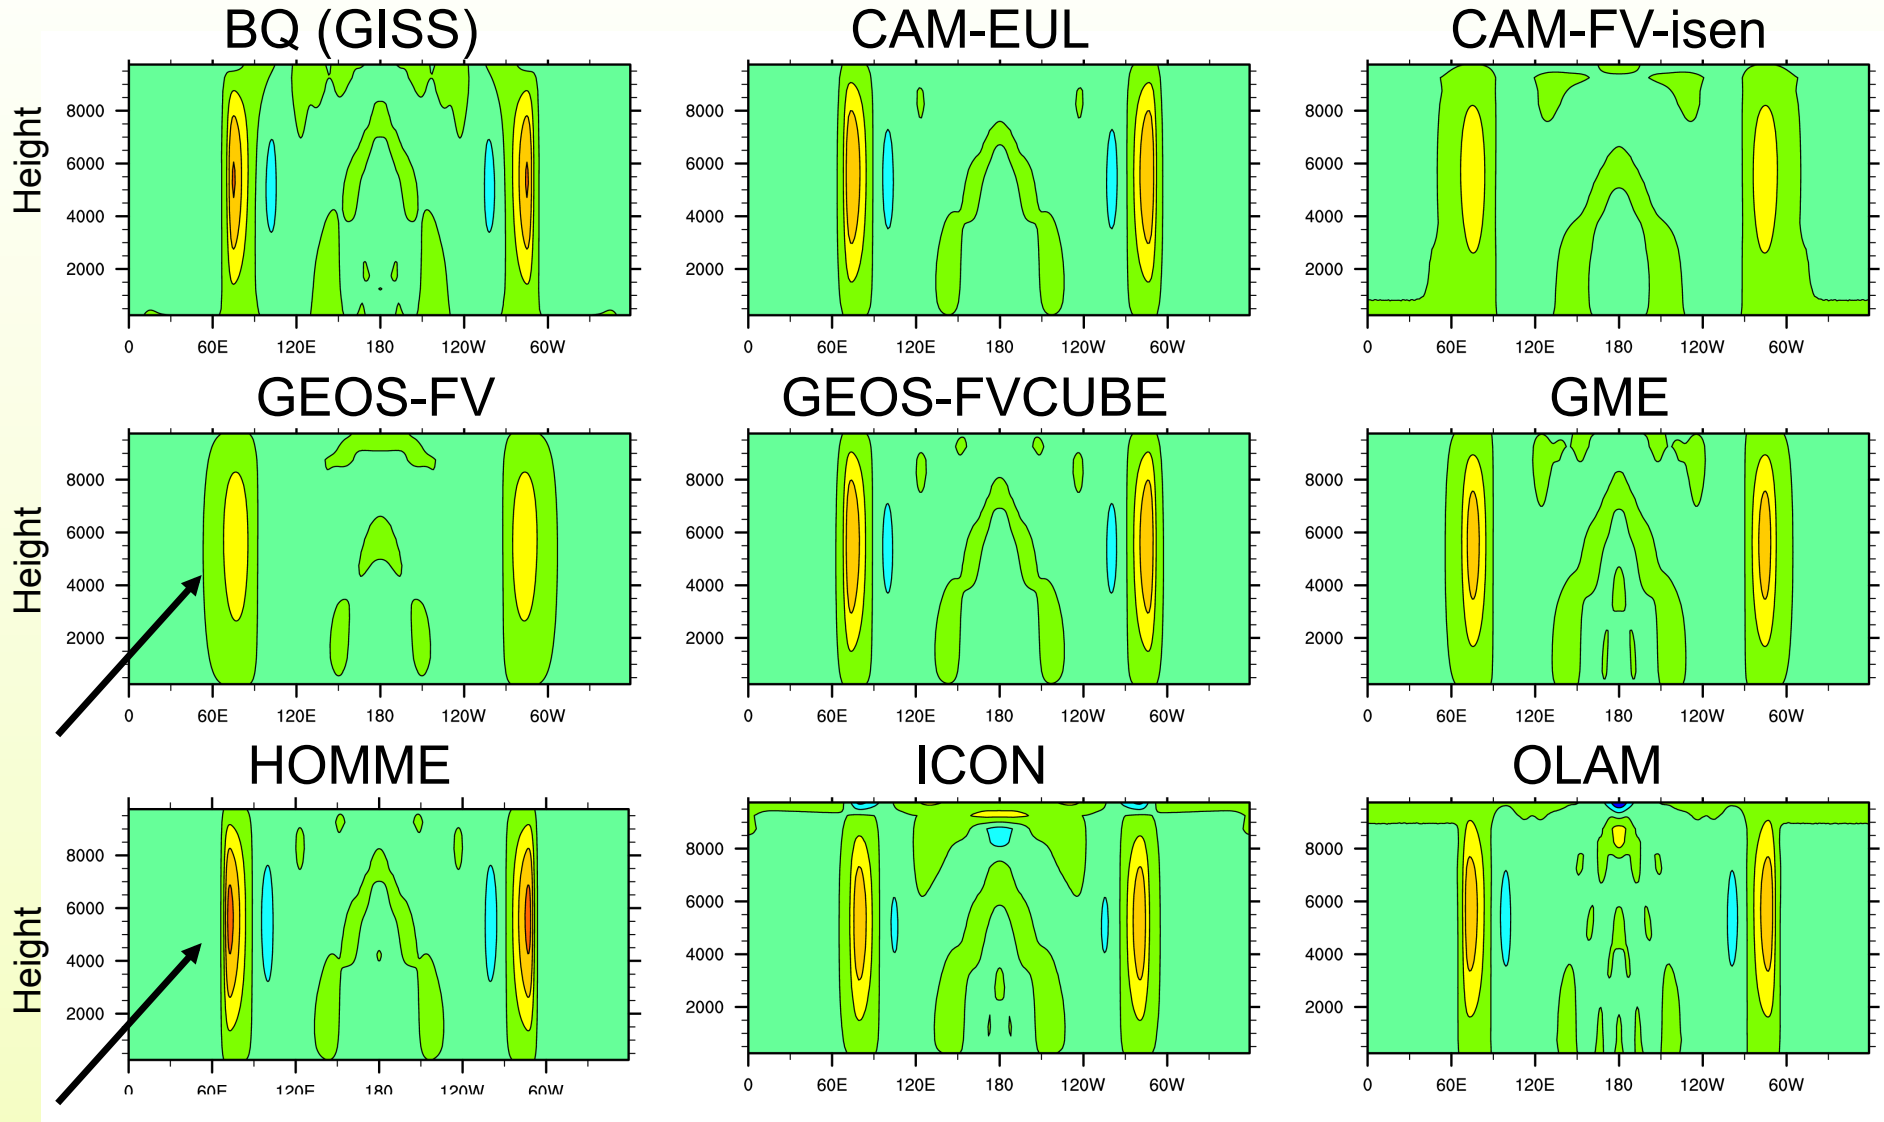 BQ (GISS) CAM-EUL CAM-FV-isen
Height
8000 8000 8000
6000 6000 6000
4000 4000 4000
2000 2000 2000
0 60E 120E 180 120W 60W 0 60E 120E 180 120W 60W 0 60E 120E 180 120W 60W
GEOS-FV GEOS-FVCUBE GME
Height
8000 8000 8000
6000 6000 6000
4000 4000 4000
2000 2000 2000
0 60E 120E 180 120W 60W 0 60E 120E 180 120W 60W 0 60E 120E 180 120W 60W
HOMME ICON OLAM
Height
8000 8000 8000
6000 6000 6000
4000 4000 4000
2000 2000 2000
0 60E 120E 180 120W 60W 0 60E 120E 180 120W 60W 0 60E 120E 180 120W 60W